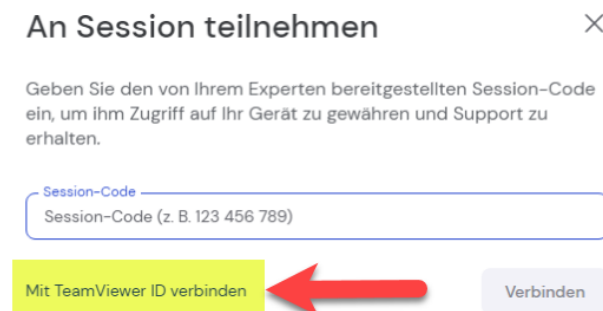 An Session teilnehmen
Geben Sie den von Ihrem Experten bereitgestellten Session-Code
ein, um ihm Zugriff auf Ihr Gerät zu gewähren und Support zu
erhalten.
Session-Code
Session-Code (z. B. 123 456 789)
Mit TeamViewer ID verbinden
Verbinden